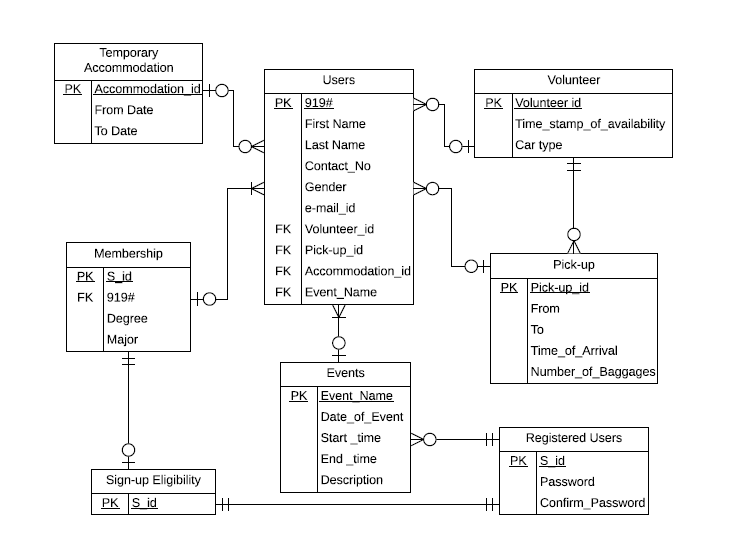 Temporary
Accommodation
PK Accommodation_id
From Date
To Date
Users
PK 919#
First Name
Last Name
Contact_No
Gender
e-mail_id
FK Volunteer_id
FK Pick-up_id
FK Accommodation_id
FK Event_Name
Volunteer
PK Volunteer id
Time_stamp_of_availability
Car type
Membership
PK S_id
FK 919#
Degree
Major
Pick-up
PK Pick-up_id
From
To
Time_of_Arrival
Number_of_Baggages
Events
PK Event_Name
Date_of_Event
Start _time
End _time
Description
Registered Users
PK S_id
Password
Confirm_Password
Sign-up Eligibility
PK S_id